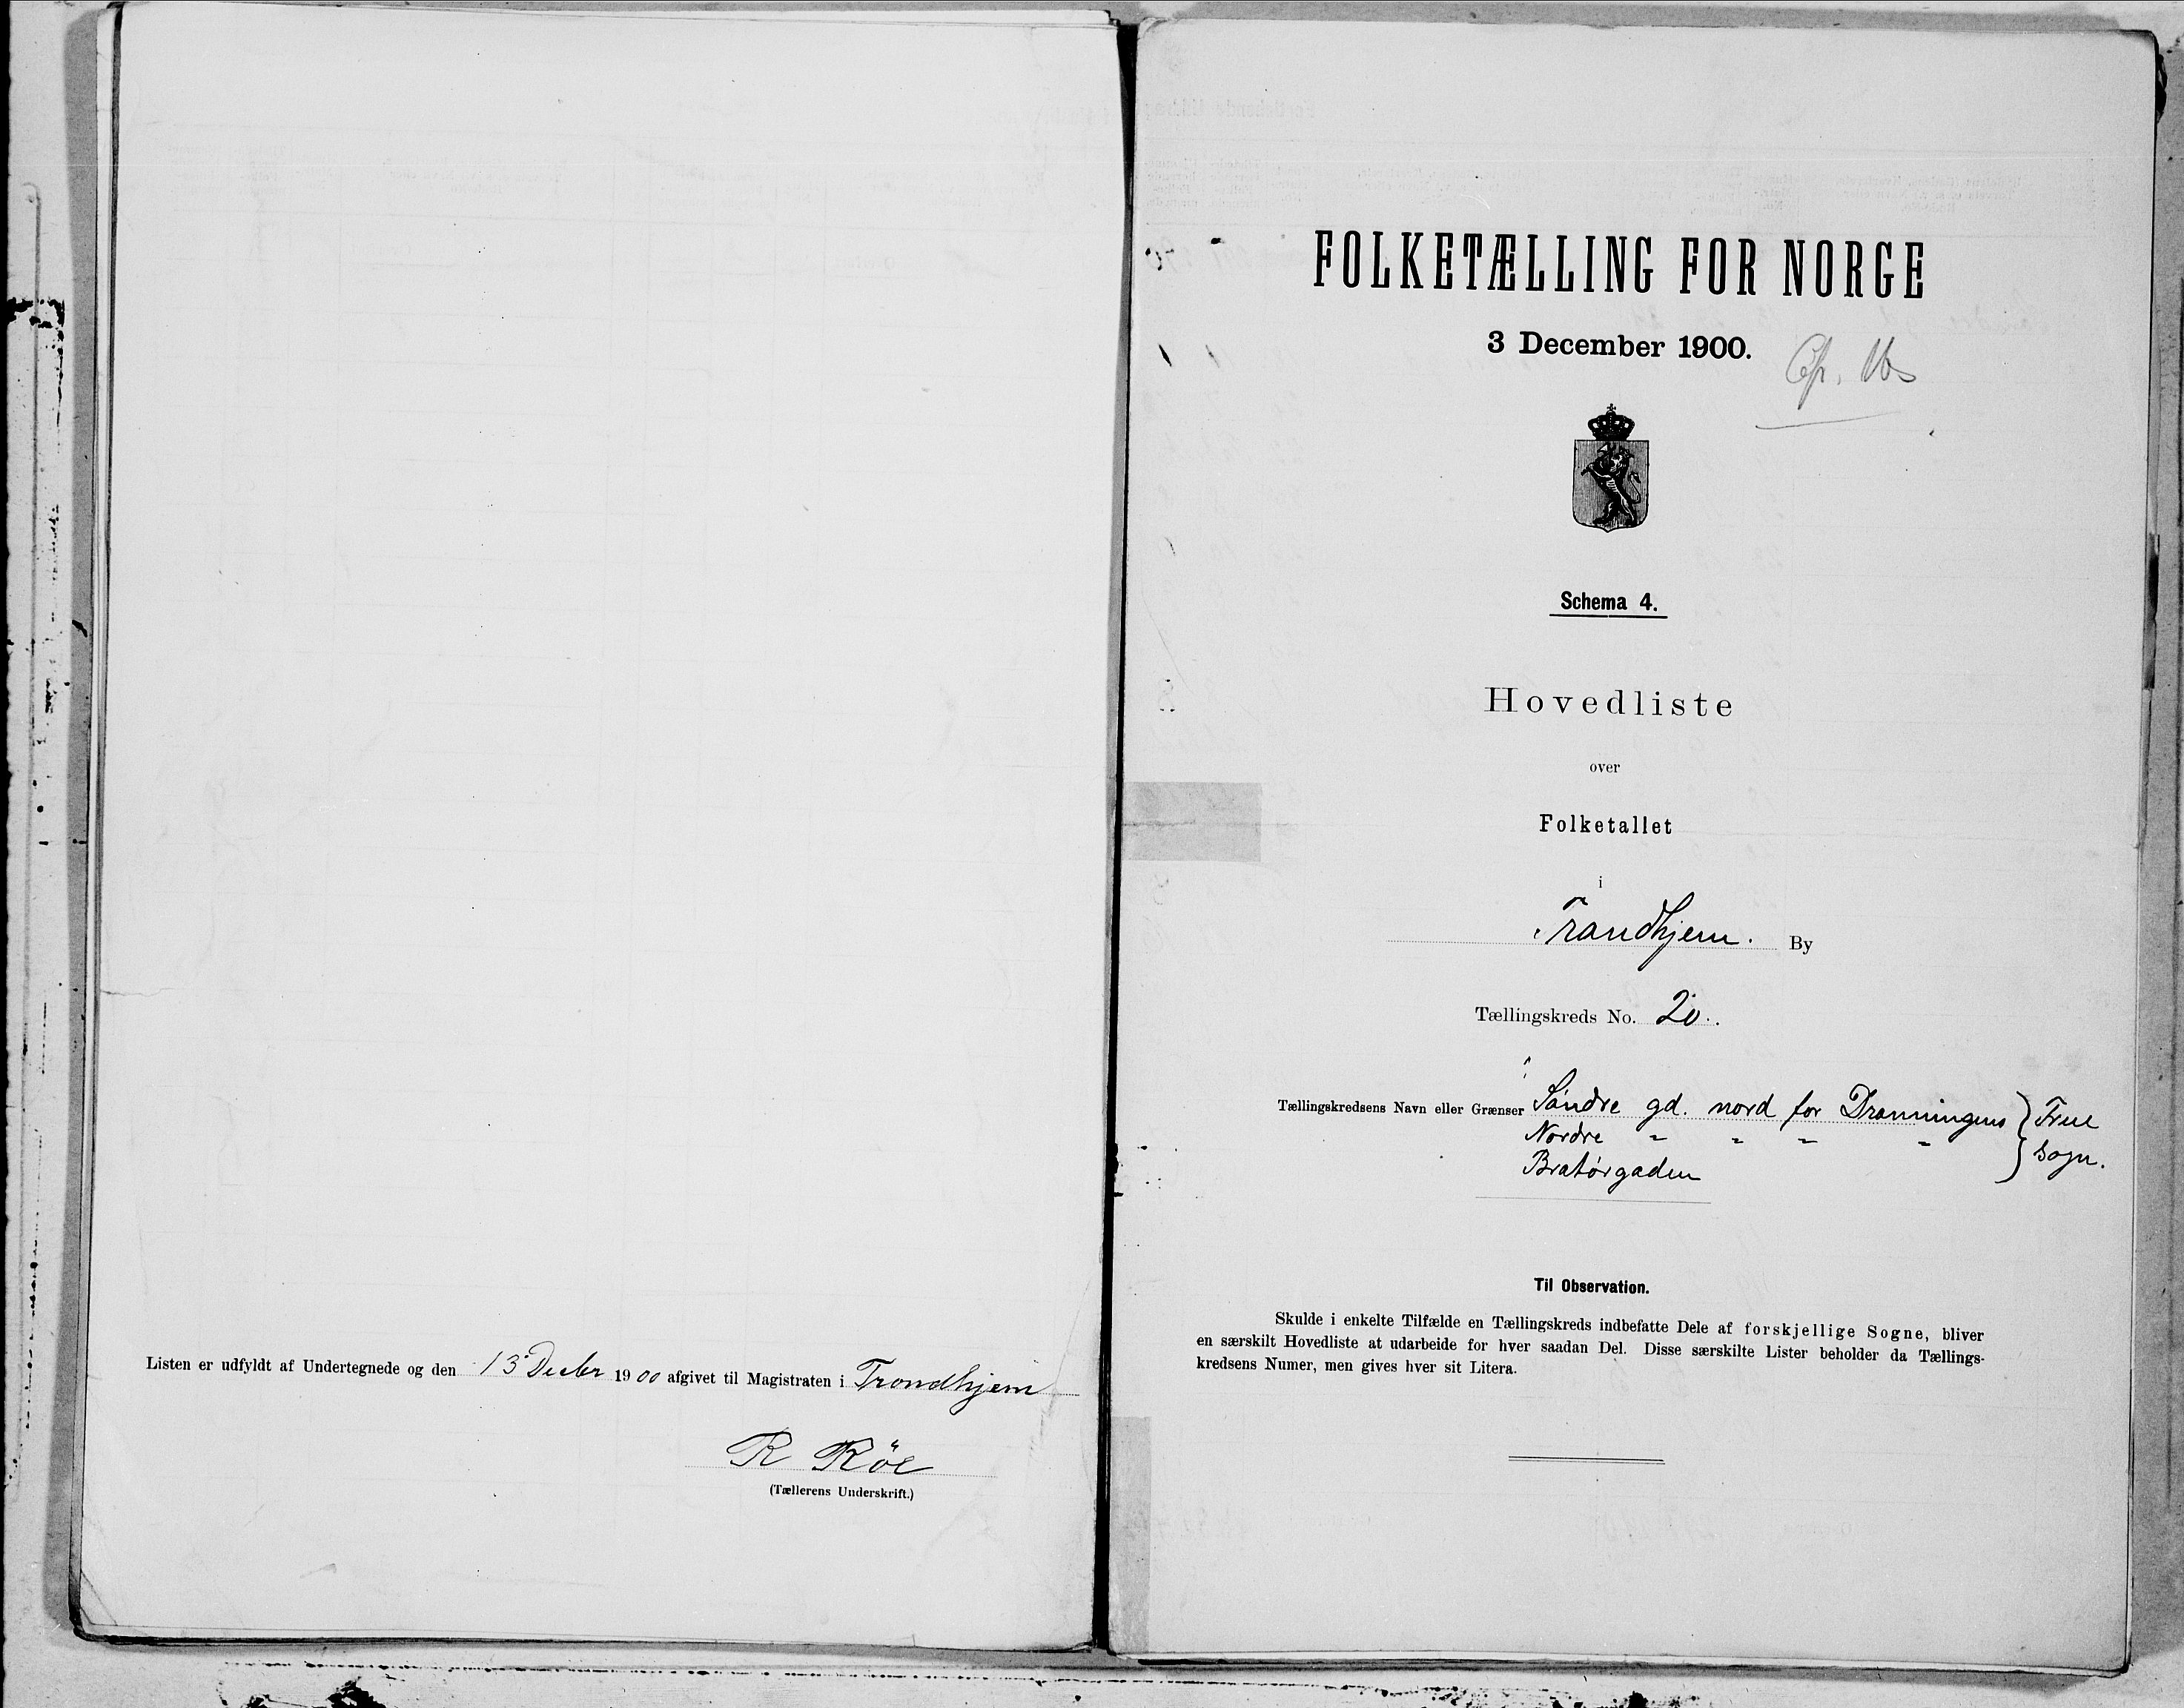 Listen er udfyldt af Undertegnede og den 13 Decbr 1900 afgivet til Magistraten i Trondhjem
R Röe
(Tællerens Underskrift.)
FOLKETÆLLING FOR NORGE
3 December 1900.
Schema 4.
Hovedliste
over
Folketallet
i
Trondhjem. By
Tællingskreds No. 20.
Tællingskredsens Navn eller Grænser Søndre gd. nord for Dronningens } Frue
Nordre " " " " } Sogn.
Bratørgaden
Til Observation.
Skulde i enkelte Tilfælde en Tællingskreds indbefatte Dele af forskjellige Sogne, bliver
en særskilt Hovedliste at udarbeide for hver saadan Del. Disse særskilte Lister beholder da Tællings-
kredsens Numer, men gives hver sit Litera.